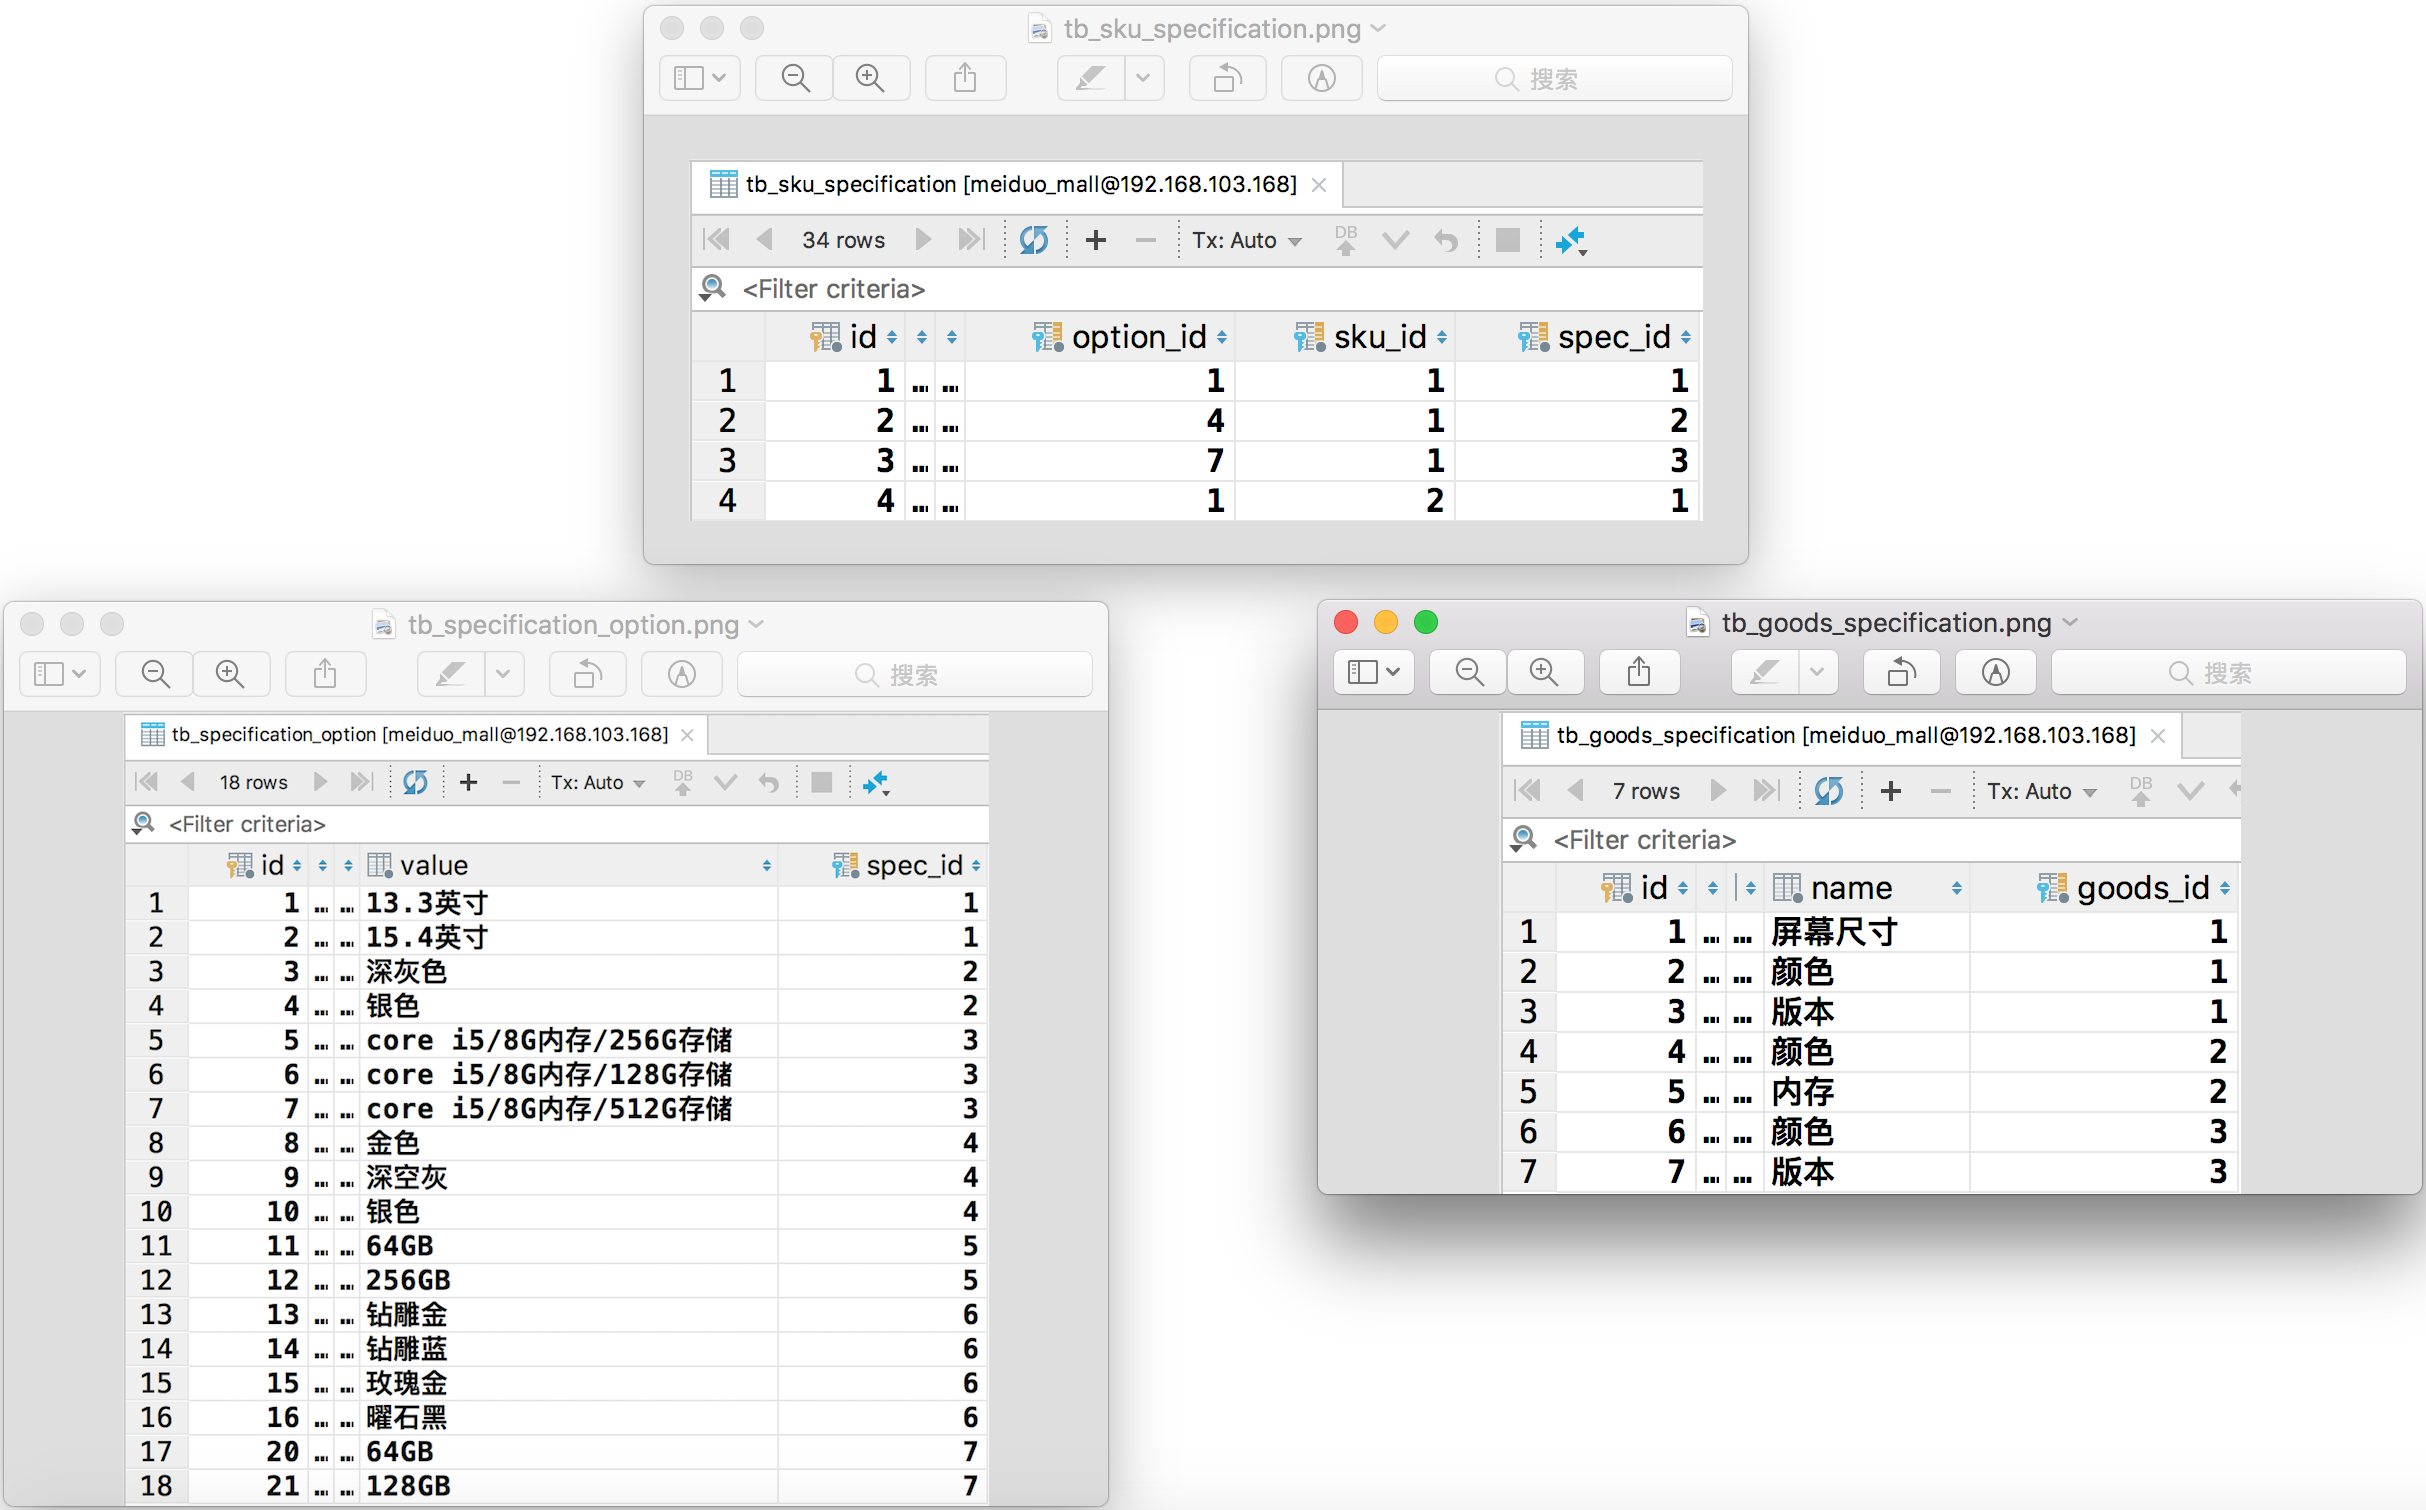 tb_sku_specification.png
搜索
tb_sku_specification [meiduo_mall@192.168.103.168]
34 rows Tx: Auto DB
<Filter criteria>
id option_id sku_id spec_id
1 1 … … 1 1 1
2 2 … … 4 1 2
3 3 … … 7 1 3
4 4 … … 1 2 1
tb_specification_option.png
搜索
tb_specification_option [meiduo_mall@192.168.103.168]
18 rows Tx: Auto DB
<Filter criteria>
id value spec_id
1 1 … … 13.3英寸 1
2 2 … … 15.4英寸 1
3 3 … … 深灰色 2
4 4 … … 银色 2
5 5 … … core i5/8G内存/256G存储 3
6 6 … … core i5/8G内存/128G存储 3
7 7 … … core i5/8G内存/512G存储 3
8 8 … … 金色 4
9 9 … … 深空灰 4
10 10 … … 银色 4
11 11 … … 64GB 5
12 12 … … 256GB 5
13 13 … … 钻雕金 6
14 14 … … 钻雕蓝 6
15 15 … … 玫瑰金 6
16 16 … … 曜石黑 6
17 20 … … 64GB 7
18 21 … … 128GB 7
tb_goods_specification.png
搜索
tb_goods_specification [meiduo_mall@192.168.103.168]
7 rows Tx: Auto DB
<Filter criteria>
id name goods_id
1 1 … … 屏幕尺寸 1
2 2 … … 颜色 1
3 3 … … 版本 1
4 4 … … 颜色 2
5 5 … … 内存 2
6 6 … … 颜色 3
7 7 … … 版本 3